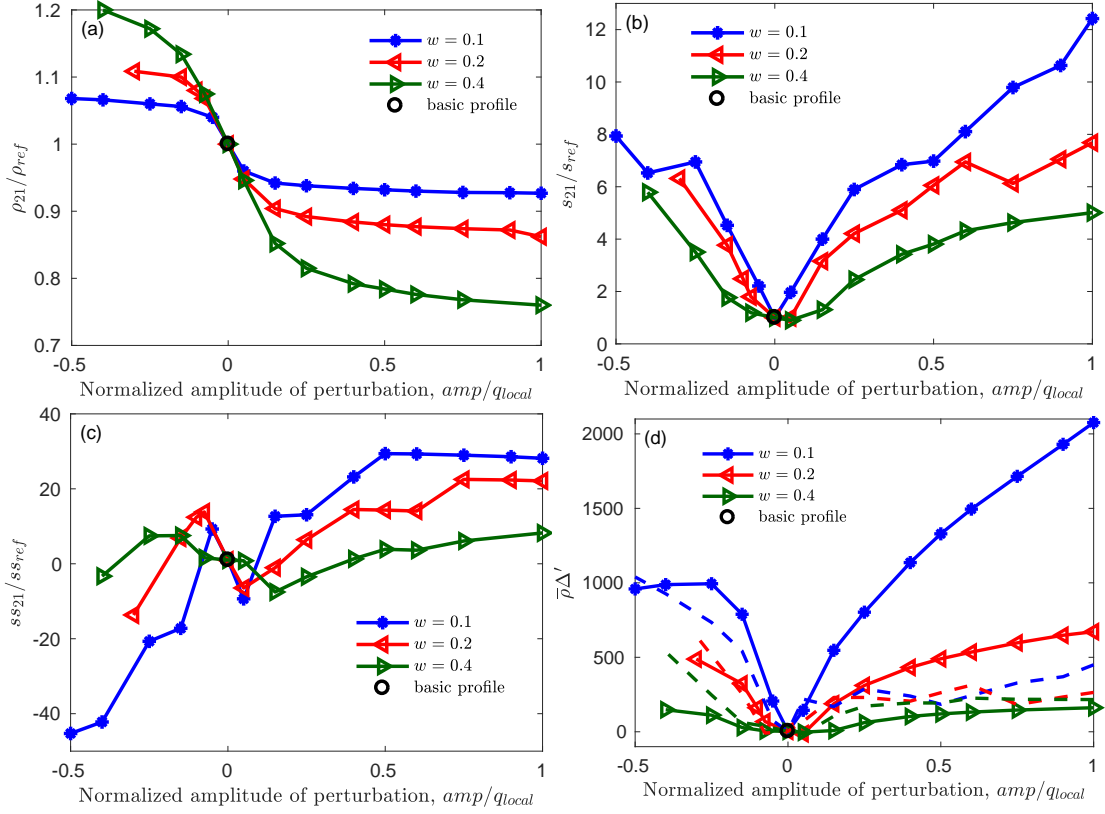 (a)
1.2
1.1
1
0.9
0.8
0.7
ρ21/ρref
w = 0.1
w = 0.2
w = 0.4
basic profile
-0.5 0 0.5 1
Normalized amplitude of perturbation, amp/qlocal
(b)
12
10
8
6
4
2
0
s21/sref
w = 0.1
w = 0.2
w = 0.4
basic profile
-0.5 0 0.5 1
Normalized amplitude of perturbation, amp/qlocal
(c)
40
20
0
-20
-40
ss21/ssref
w = 0.1
w = 0.2
w = 0.4
basic profile
-0.5 0 0.5 1
Normalized amplitude of perturbation, amp/qlocal
(d)
2000
1500
1000
500
0
ρ̅Δ′
w = 0.1
w = 0.2
w = 0.4
basic profile
-0.5 0 0.5 1
Normalized amplitude of perturbation, amp/qlocal